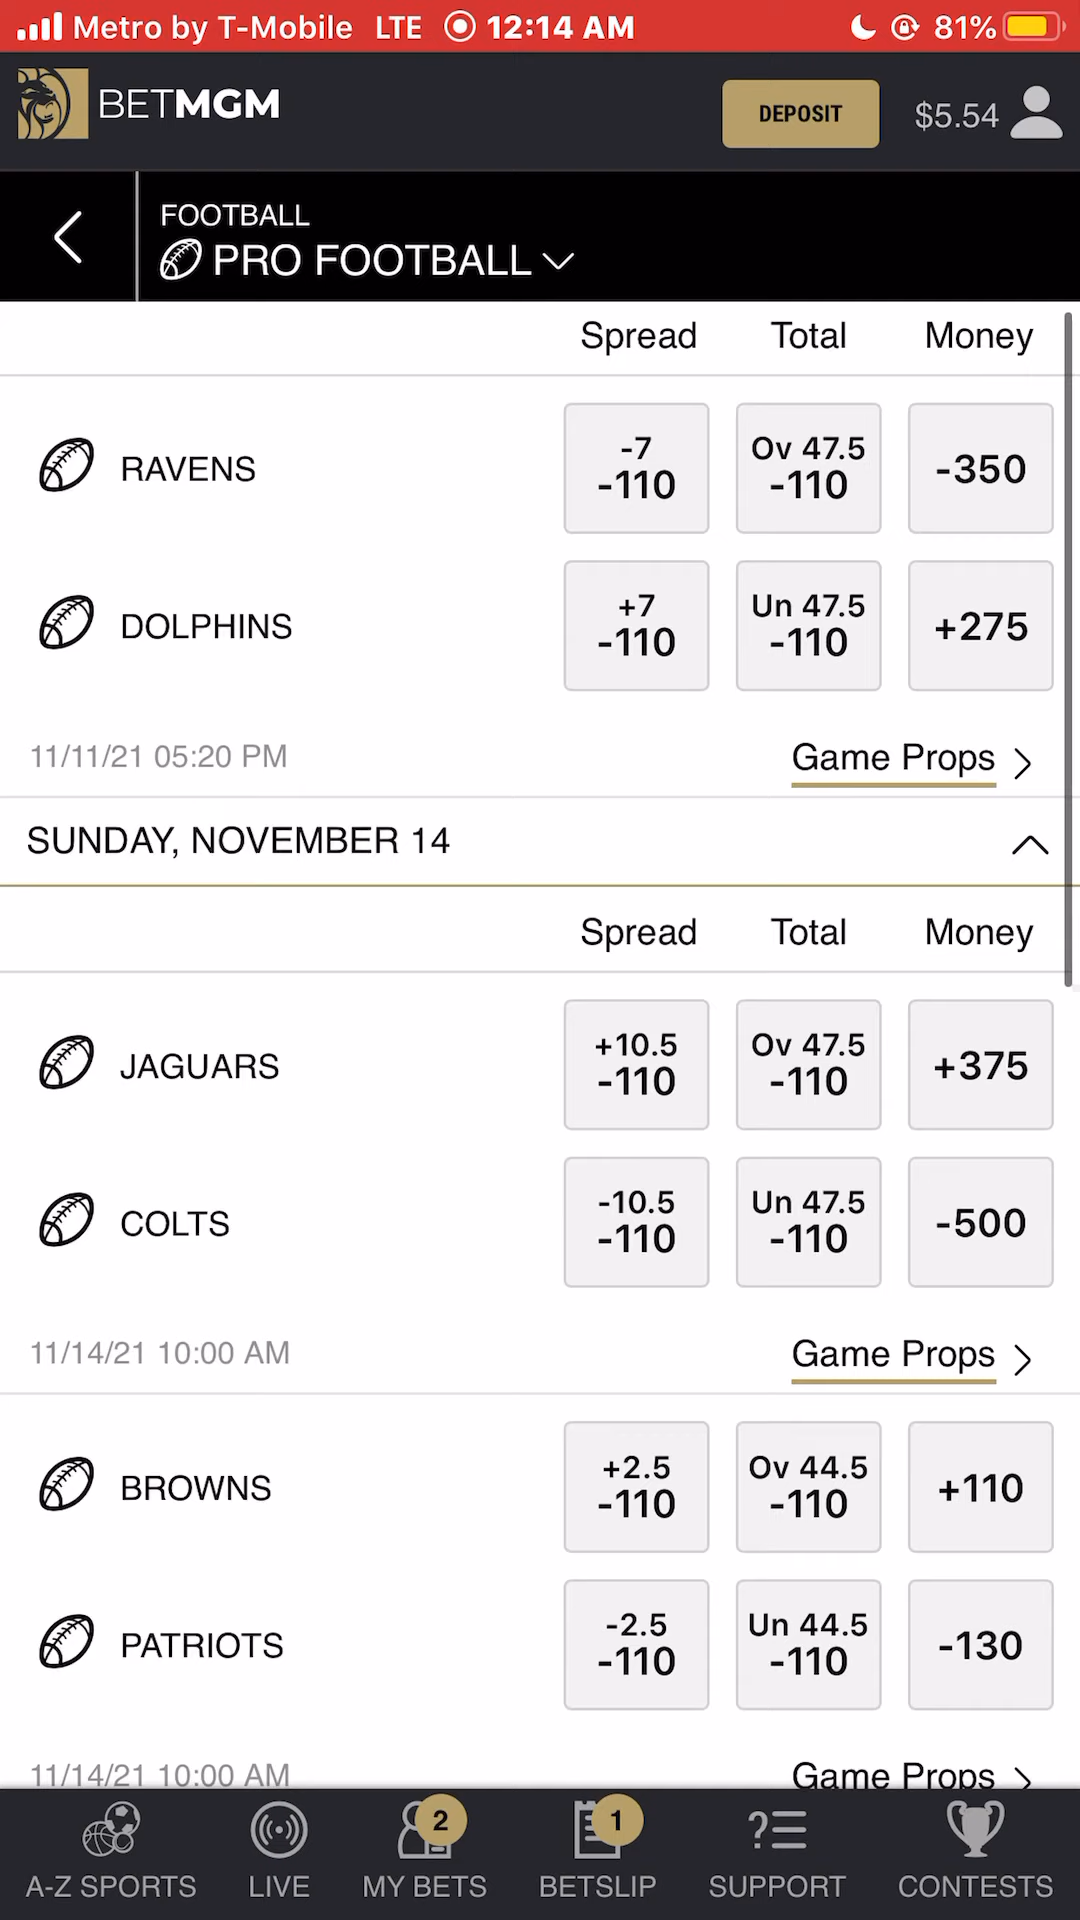 Metro by T-Mobile LTE 12:14 AM 81%
BETMGM DEPOSIT $5.54
FOOTBALL
PRO FOOTBALL
Spread Total Money
RAVENS -7 -110 Ov 47.5 -110 -350
DOLPHINS +7 -110 Un 47.5 -110 +275
11/11/21 05:20 PM Game Props
SUNDAY, NOVEMBER 14
Spread Total Money
JAGUARS +10.5 -110 Ov 47.5 -110 +375
COLTS -10.5 -110 Un 47.5 -110 -500
11/14/21 10:00 AM Game Props
BROWNS +2.5 -110 Ov 44.5 -110 +110
PATRIOTS -2.5 -110 Un 44.5 -110 -130
11/14/21 10:00 AM Game Props
2 1
A-Z SPORTS LIVE MY BETS BETSLIP SUPPORT CONTESTS